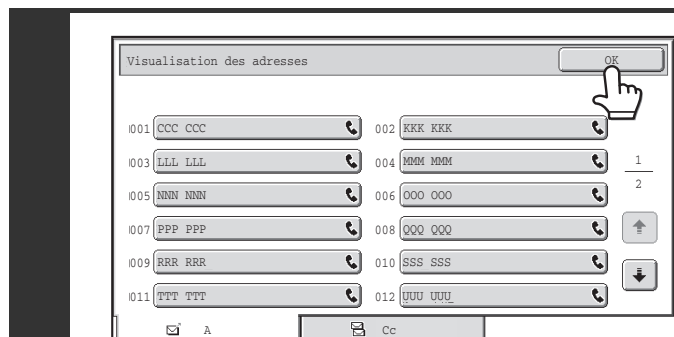 Visualisation des adresses OK
001 CCC CCC 002 KKK KKK
003 LLL LLL 004 MMM MMM 1
005 NNN NNN 006 OOO OOO 2
007 PPP PPP 008 QQQ QQQ
009 RRR RRR 010 SSS SSS
011 TTT TTT 012 UUU UUU
A Cc